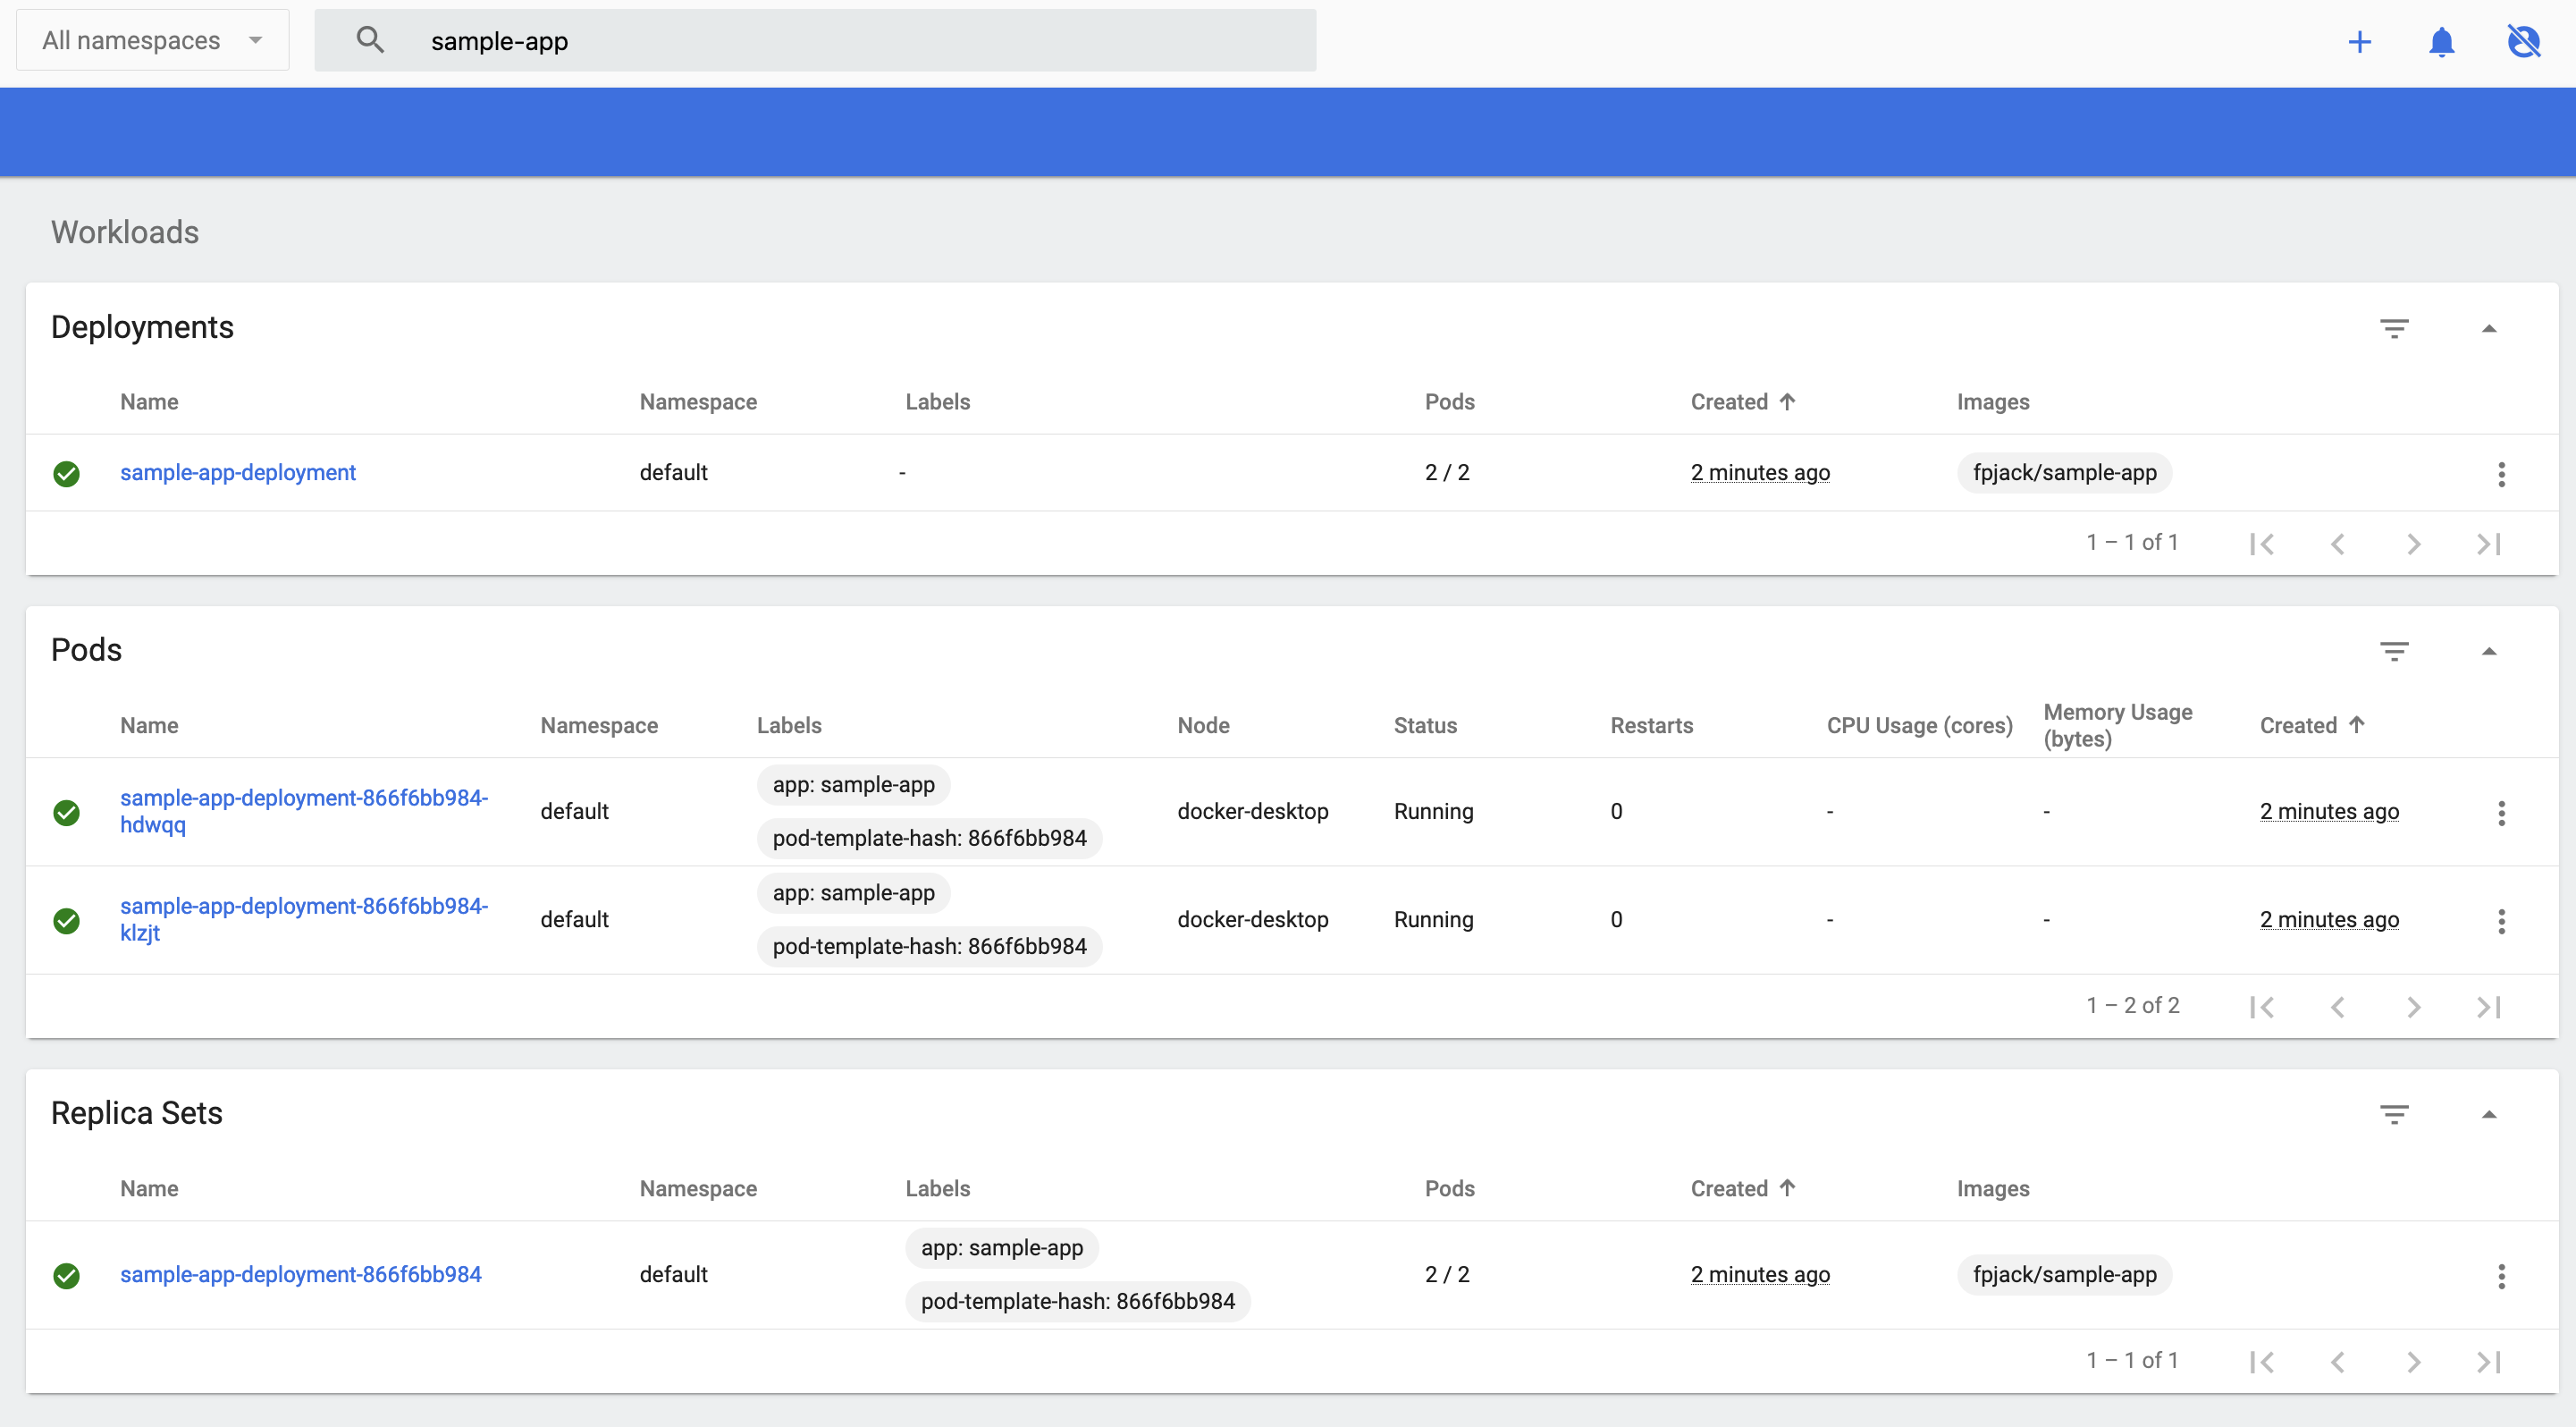 All namespaces sample-app
Workloads
Deployments
Name Namespace Labels Pods Created Images
sample-app-deployment default - 2 / 2 2 minutes ago fpjack/sample-app
1 – 1 of 1
Pods
Name Namespace Labels Node Status Restarts CPU Usage (cores) Memory Usage (bytes) Created
sample-app-deployment-866f6bb984-hdwqq default app: sample-app pod-template-hash: 866f6bb984 docker-desktop Running 0 - - 2 minutes ago
sample-app-deployment-866f6bb984-klzjt default app: sample-app pod-template-hash: 866f6bb984 docker-desktop Running 0 - - 2 minutes ago
1 – 2 of 2
Replica Sets
Name Namespace Labels Pods Created Images
sample-app-deployment-866f6bb984 default app: sample-app pod-template-hash: 866f6bb984 2 / 2 2 minutes ago fpjack/sample-app
1 – 1 of 1